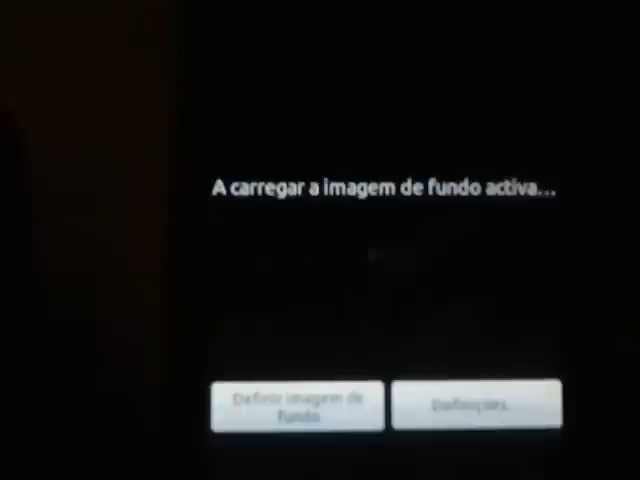 A carregar a imagem de fundo activa...
Definir imagem de
fundo
Definições...